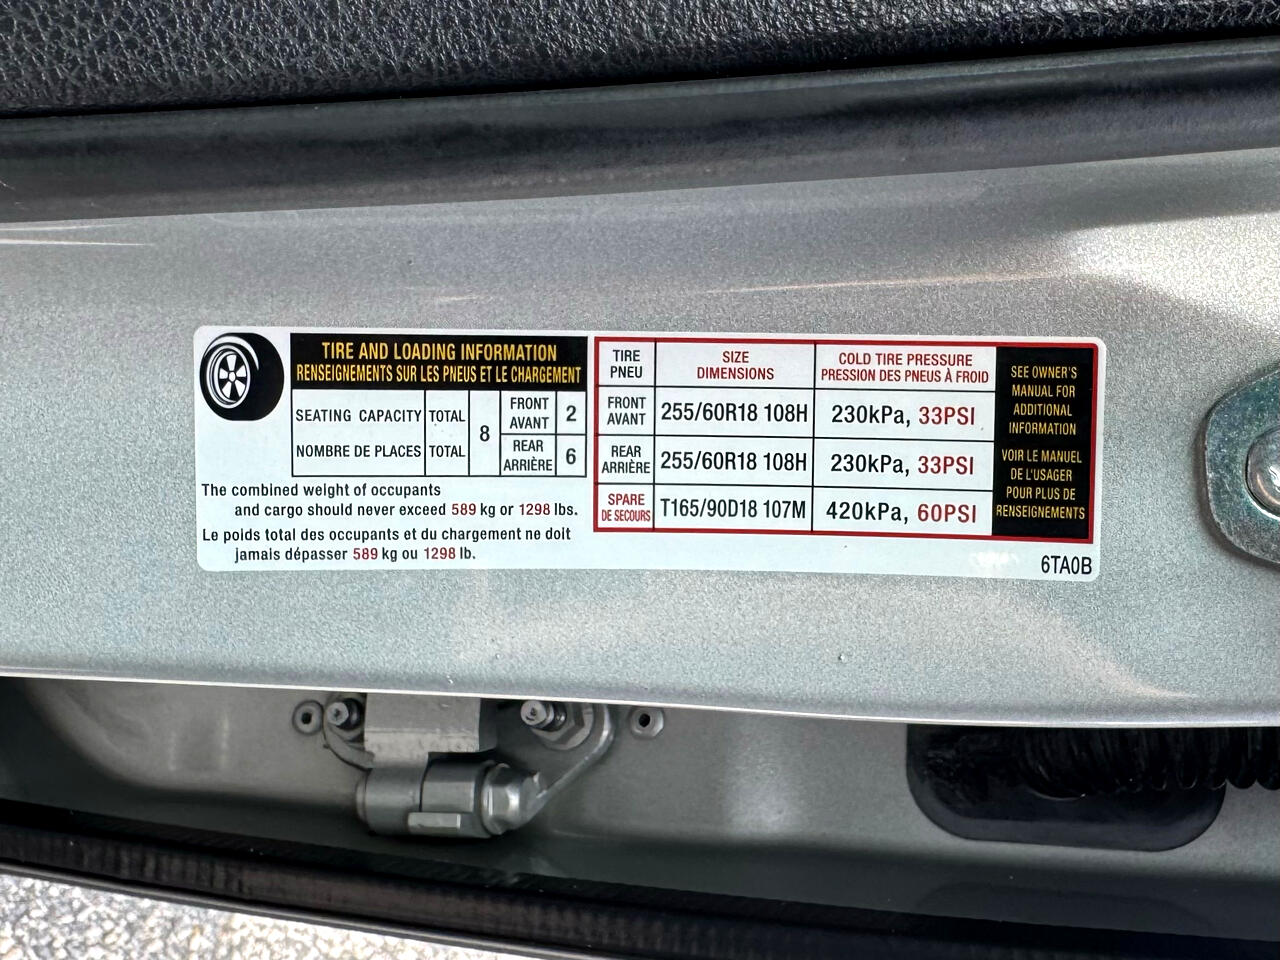 TIRE AND LOADING INFORMATION
RENSEIGNEMENTS SUR LES PNEUS ET LE CHARGEMENT
SEATING CAPACITY TOTAL
NOMBRE DE PLACES TOTAL
8
FRONT
AVANT
2
REAR
ARRIÈRE
6
The combined weight of occupants
and cargo should never exceed 589 kg or 1298 lbs.
Le poids total des occupants et du chargement ne doit
jamais dépasser 589 kg ou 1298 lb.
TIRE
PNEU
SIZE
DIMENSIONS
COLD TIRE PRESSURE
PRESSION DES PNEUS À FROID
FRONT
AVANT
255/60R18 108H
230kPa, 33PSI
REAR
ARRIÈRE
255/60R18 108H
230kPa, 33PSI
SPARE
DE SECOURS
T165/90D18 107M
420kPa, 60PSI
SEE OWNER'S
MANUAL FOR
ADDITIONAL
INFORMATION
VOIR LE MANUEL
DE L'USAGER
POUR PLUS DE
RENSEIGNEMENTS
6TA0B